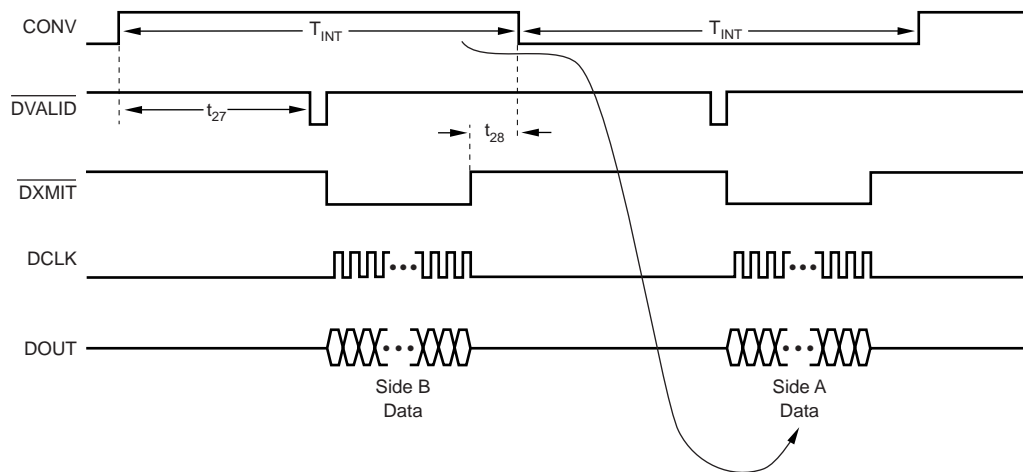 CONV
T_INT
T_INT
DVALID
t_27
t_28
DXMIT
DCLK
•••
•••
DOUT
•••
•••
Side B
Data
Side A
Data